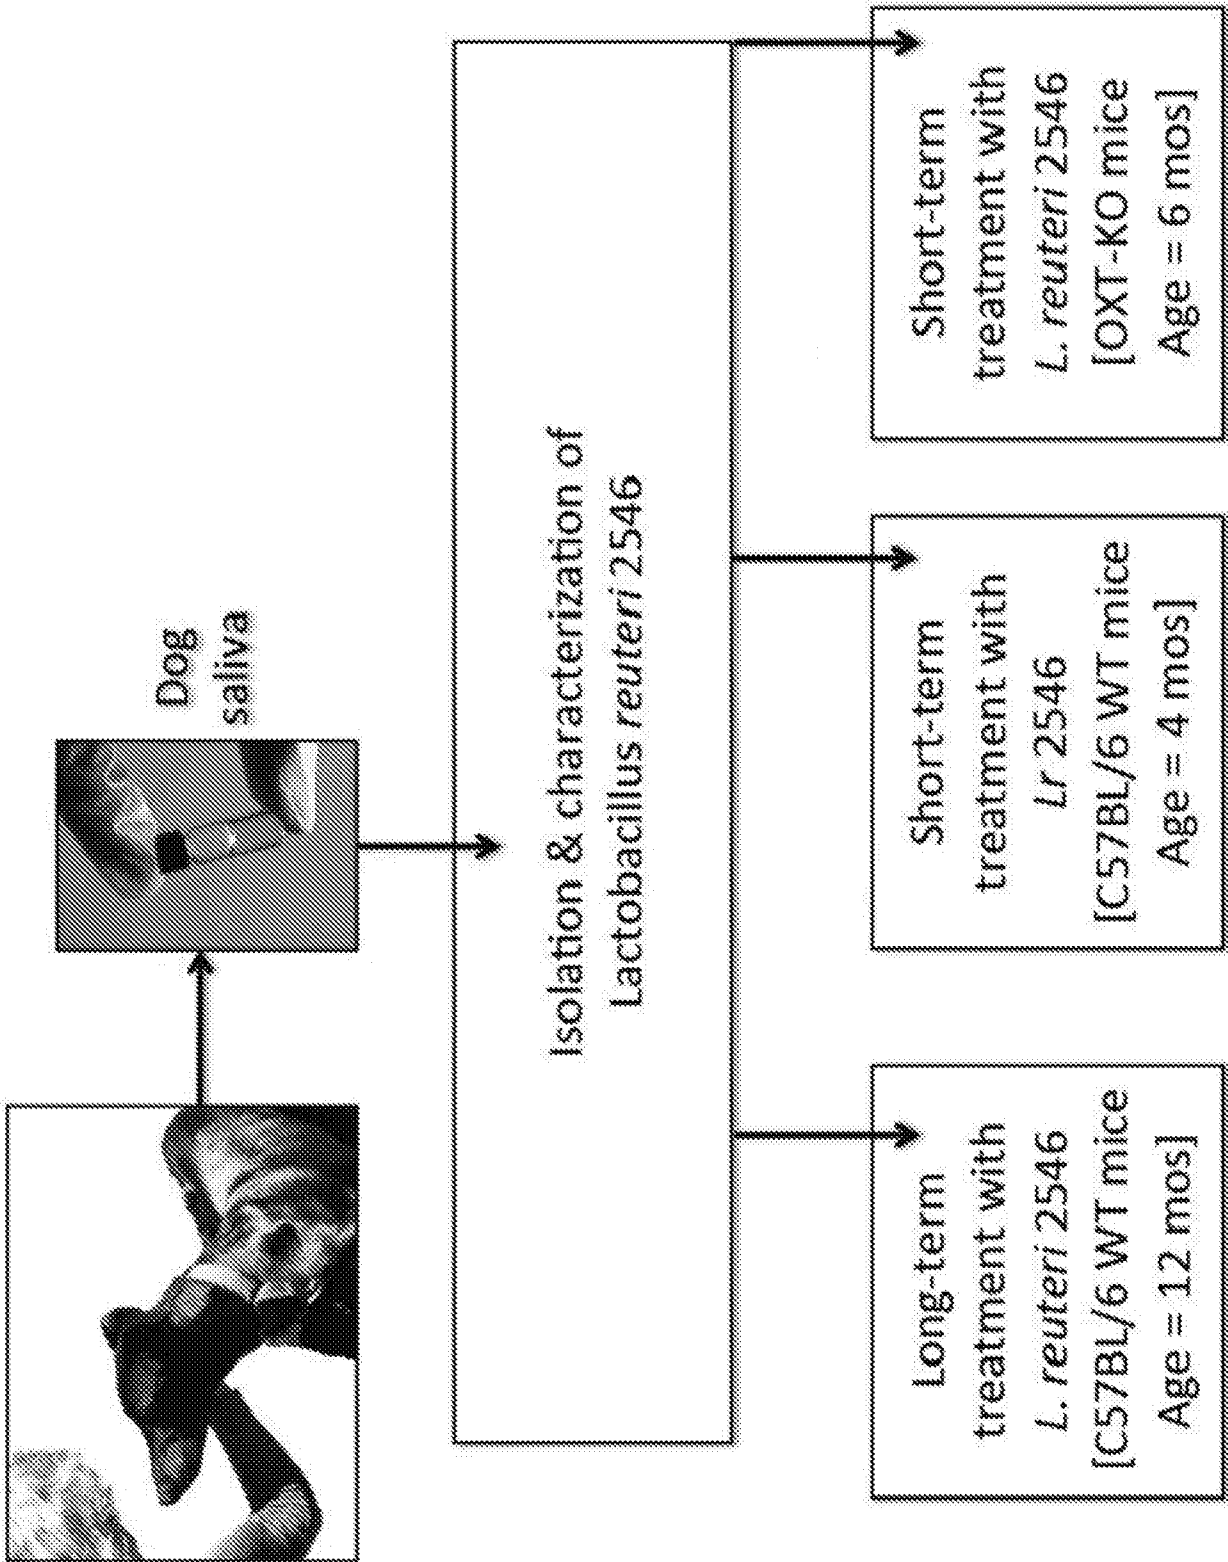 Dog
saliva
Isolation & characterization of
Lactobacillus reuteri 2546
Long-term
treatment with
L. reuteri 2546
[C57BL/6 WT mice
Age = 12 mos]
Short-term
treatment with
Lr 2546
[C57BL/6 WT mice
Age = 4 mos]
Short-term
treatment with
L. reuteri 2546
[OXT-KO mice
Age = 6 mos]